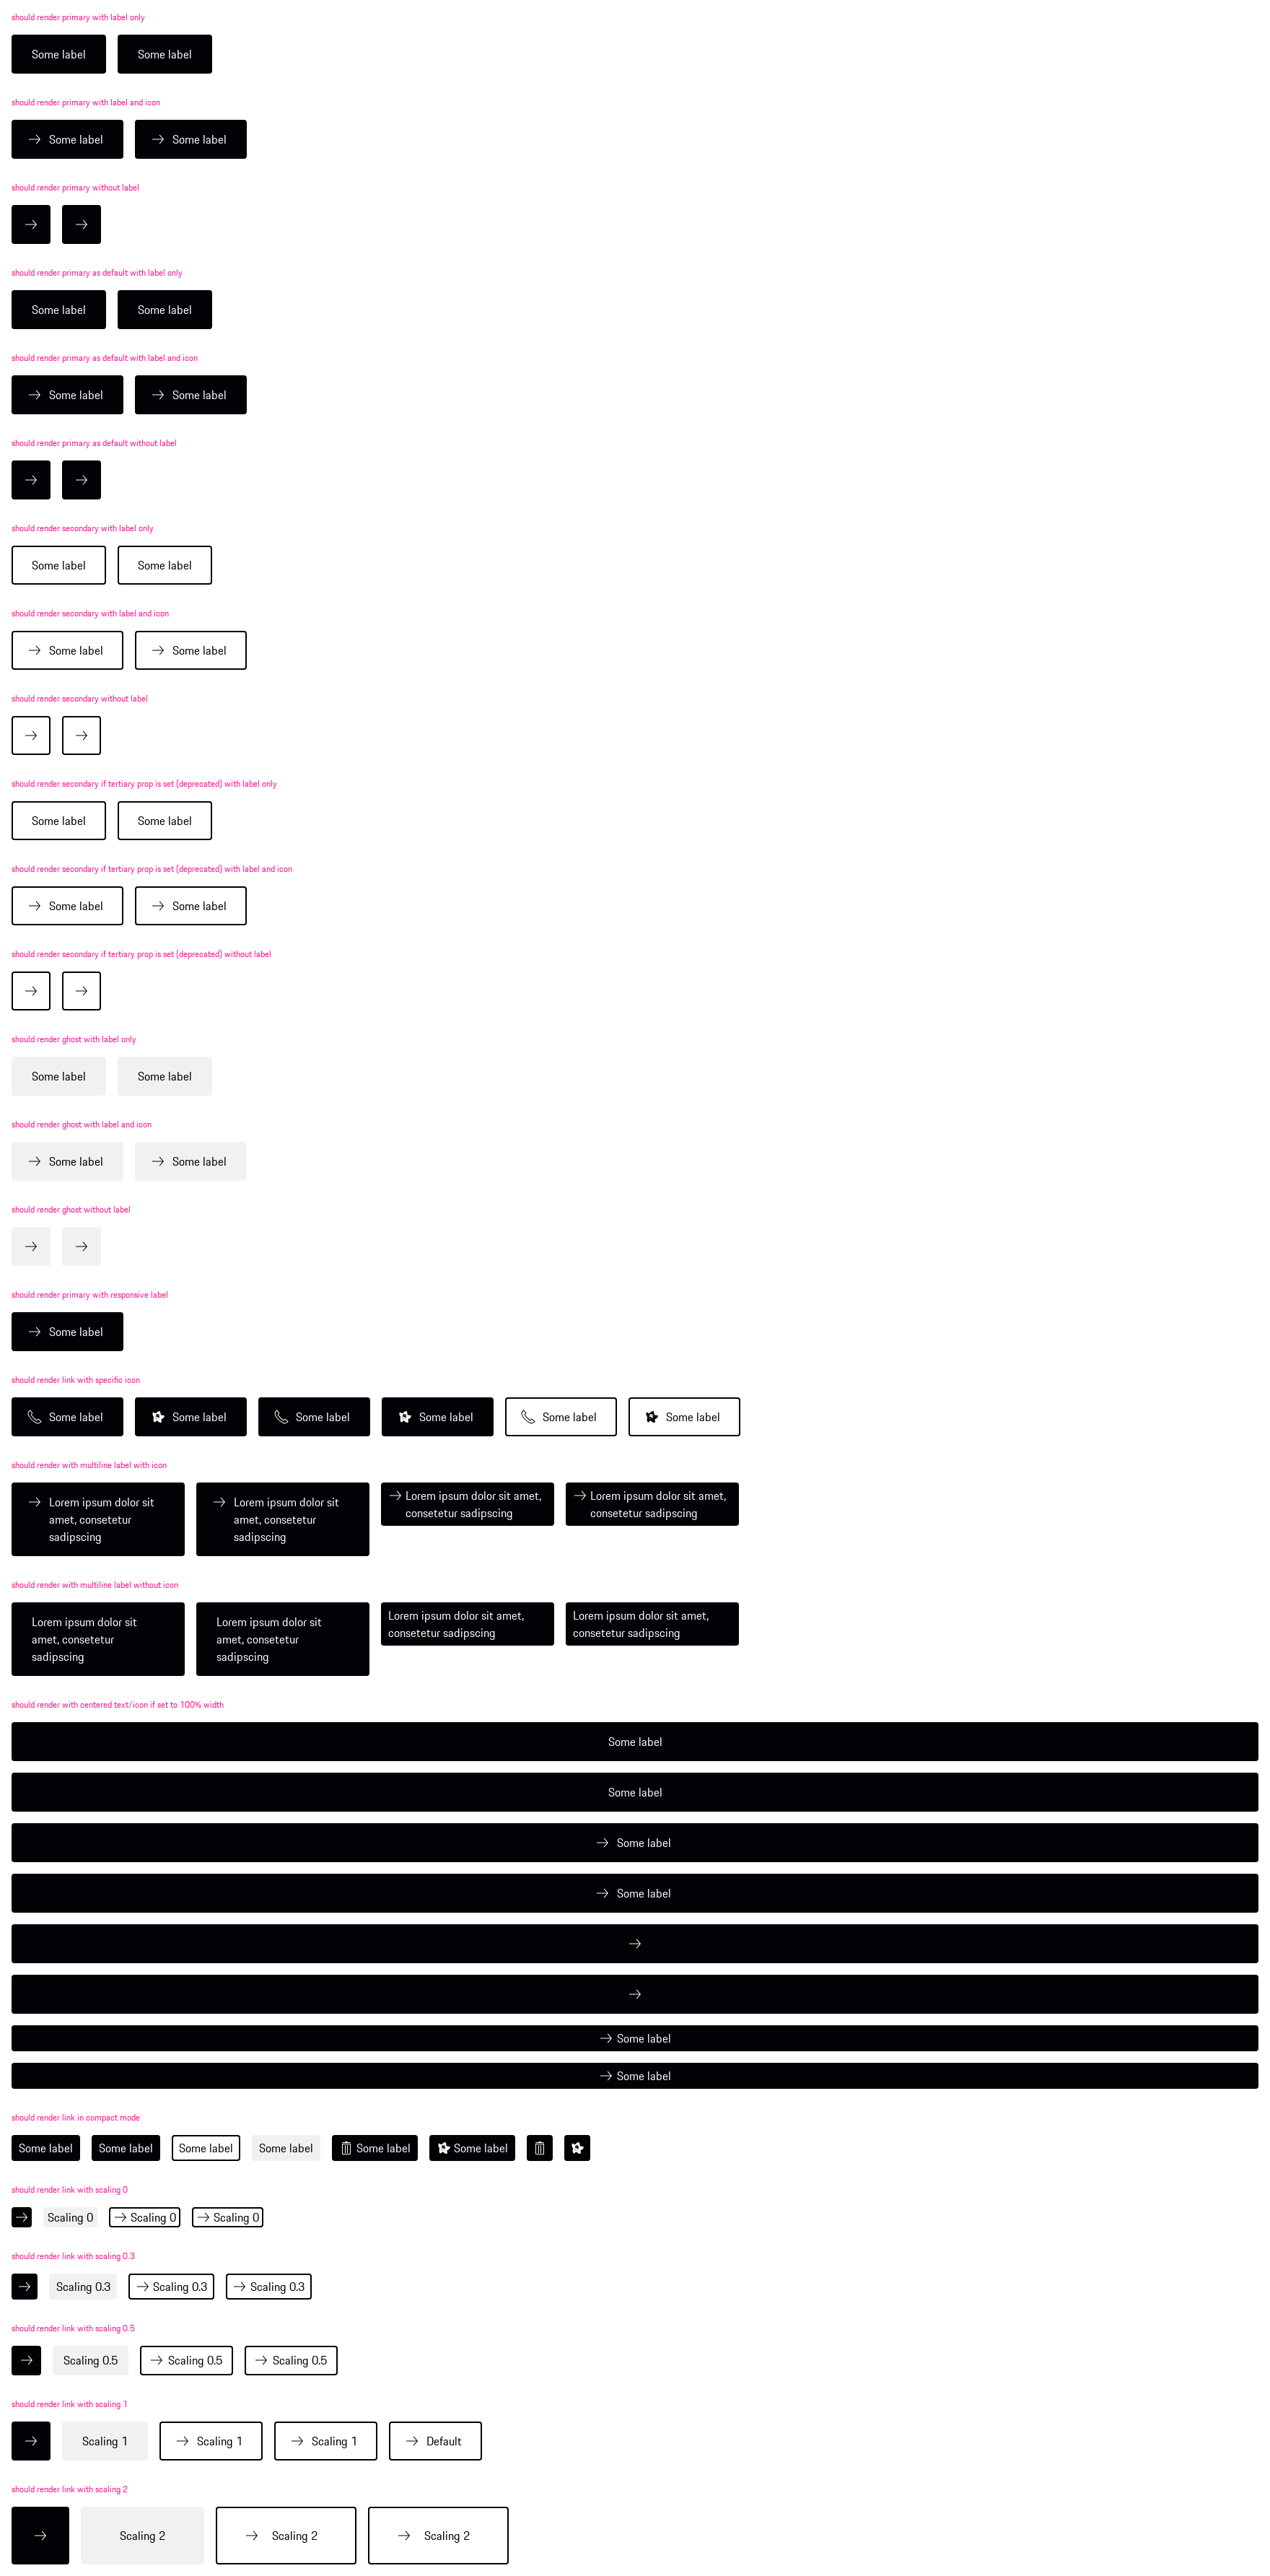 should render primary with label only
Some label Some label
should render primary with label and icon
Some label Some label
should render primary without label
should render primary as default with label only
Some label Some label
should render primary as default with label and icon
Some label Some label
should render primary as default without label
should render secondary with label only
Some label Some label
should render secondary with label and icon
Some label Some label
should render secondary without label
should render secondary if tertiary prop is set (deprecated) with label only
Some label Some label
should render secondary if tertiary prop is set (deprecated) with label and icon
Some label Some label
should render secondary if tertiary prop is set (deprecated) without label
should render ghost with label only
Some label Some label
should render ghost with label and icon
Some label Some label
should render ghost without label
should render primary with responsive label
Some label
should render link with specific icon
Some label Some label Some label Some label Some label Some label
should render with multiline label with icon
Lorem ipsum dolor sit
amet, consetetur
sadipscing
Lorem ipsum dolor sit
amet, consetetur
sadipscing
Lorem ipsum dolor sit amet,
consetetur sadipscing
Lorem ipsum dolor sit amet,
consetetur sadipscing
should render with multiline label without icon
Lorem ipsum dolor sit
amet, consetetur
sadipscing
Lorem ipsum dolor sit
amet, consetetur
sadipscing
Lorem ipsum dolor sit amet,
consetetur sadipscing
Lorem ipsum dolor sit amet,
consetetur sadipscing
should render with centered text/icon if set to 100% width
Some label
Some label
Some label
Some label
Some label
Some label
should render link in compact mode
Some label Some label Some label Some label Some label Some label
should render link with scaling 0
Scaling 0 Scaling 0 Scaling 0
should render link with scaling 0.3
Scaling 0.3 Scaling 0.3 Scaling 0.3
should render link with scaling 0.5
Scaling 0.5 Scaling 0.5 Scaling 0.5
should render link with scaling 1
Scaling 1 Scaling 1 Scaling 1 Default
should render link with scaling 2
Scaling 2 Scaling 2 Scaling 2